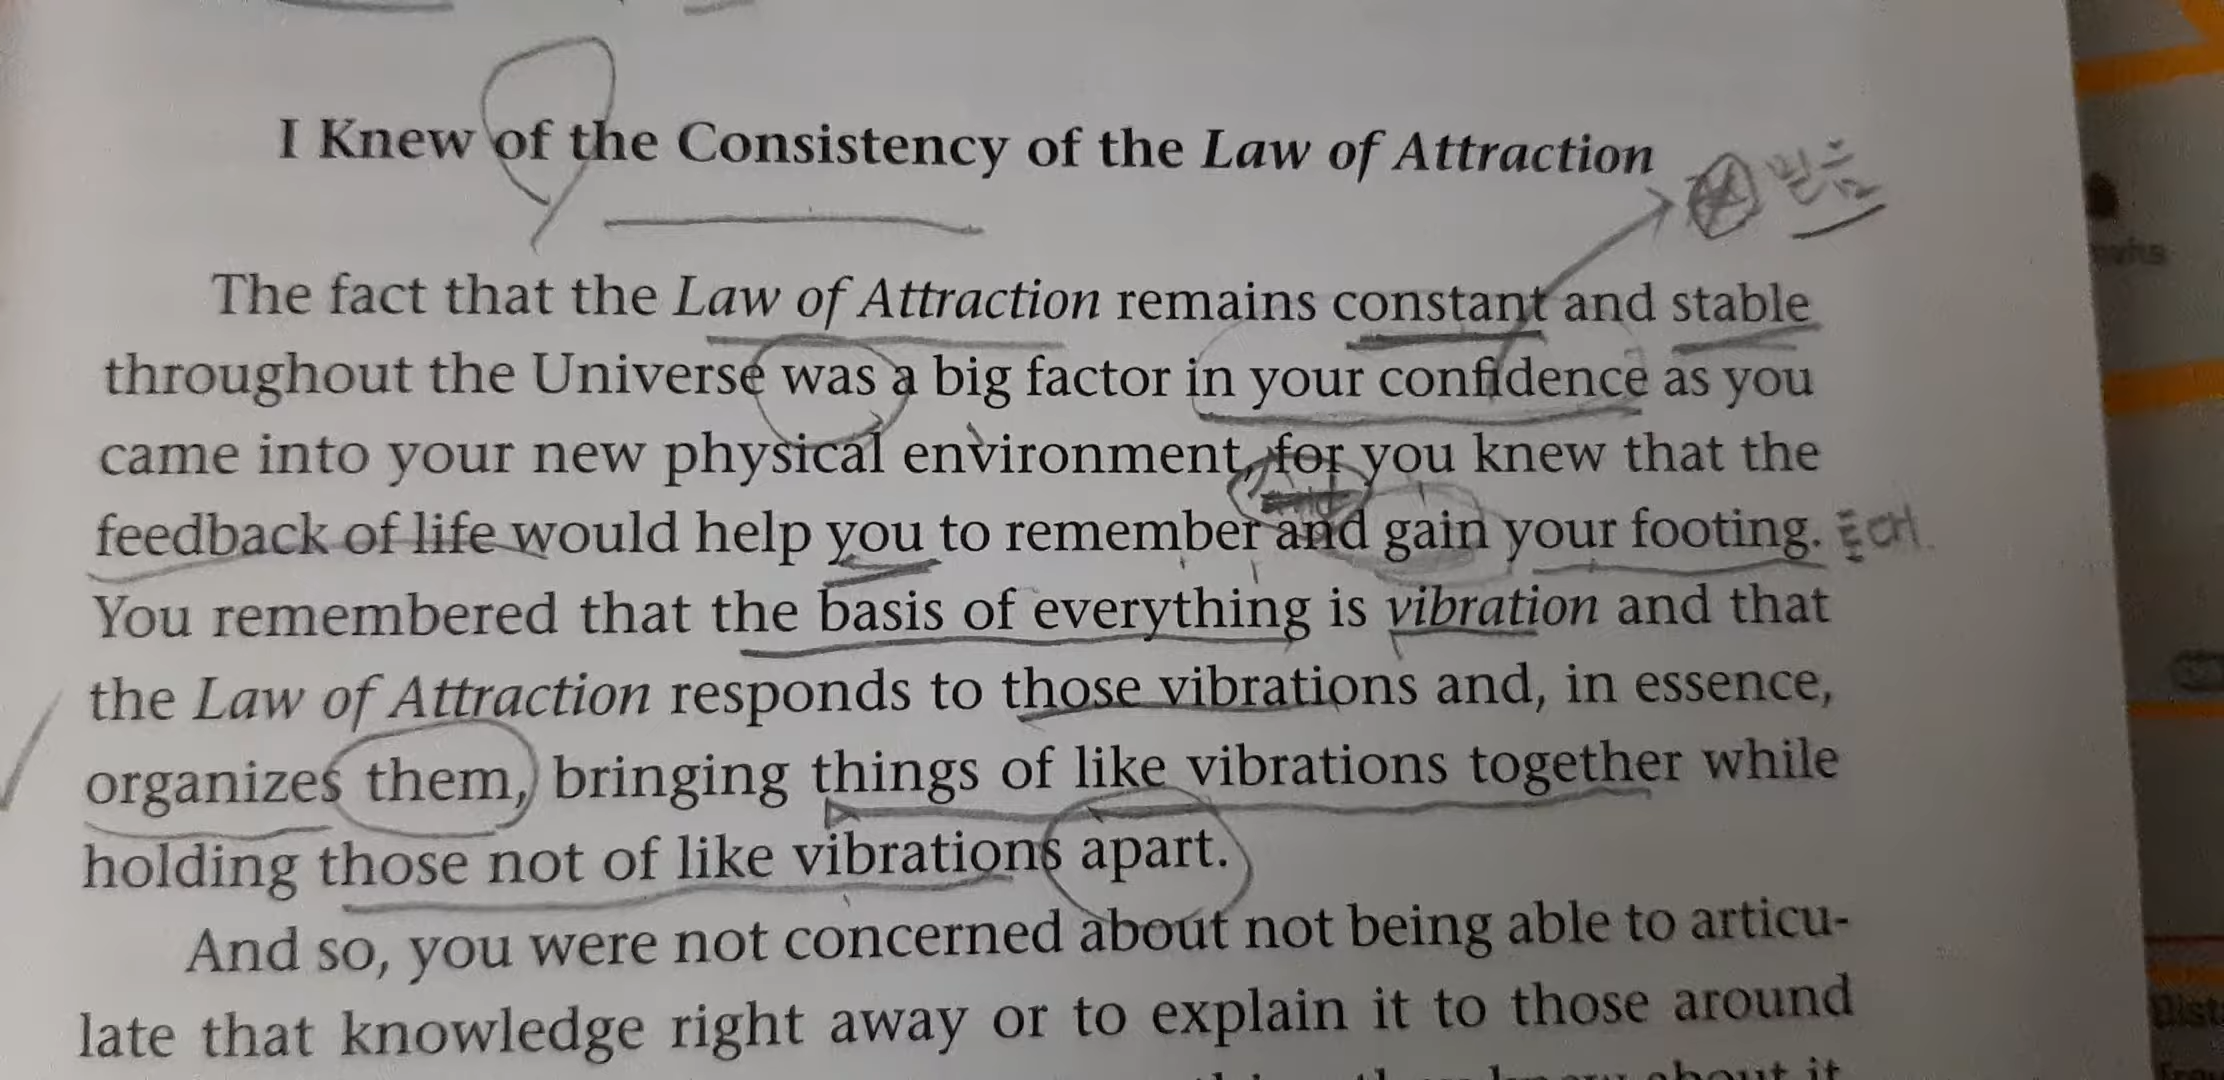 I Knew of the Consistency of the Law of Attraction
믿음
The fact that the Law of Attraction remains constant and stable
throughout the Universe was a big factor in your confidence as you
came into your new physical environment, for you knew that the
feedback of life would help you to remember and gain your footing. 토대
You remembered that the basis of everything is vibration and that
the Law of Attraction responds to those vibrations and, in essence,
organizes them, bringing things of like vibrations together while
holding those not of like vibrations apart.
And so, you were not concerned about not being able to articu-
late that knowledge right away or to explain it to those around
about it